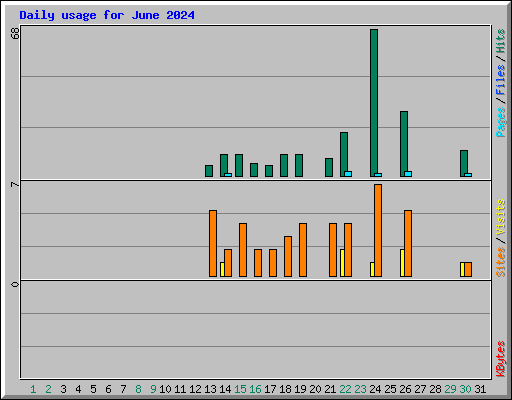 Daily usage for June 2024
68
7
0
Pages/Files/Hits
Sites/Visits
KBytes
1 2 3 4 5 6 7 8 9 10 11 12 13 14 15 16 17 18 19 20 21 22 23 24 25 26 27 28 29 30 31